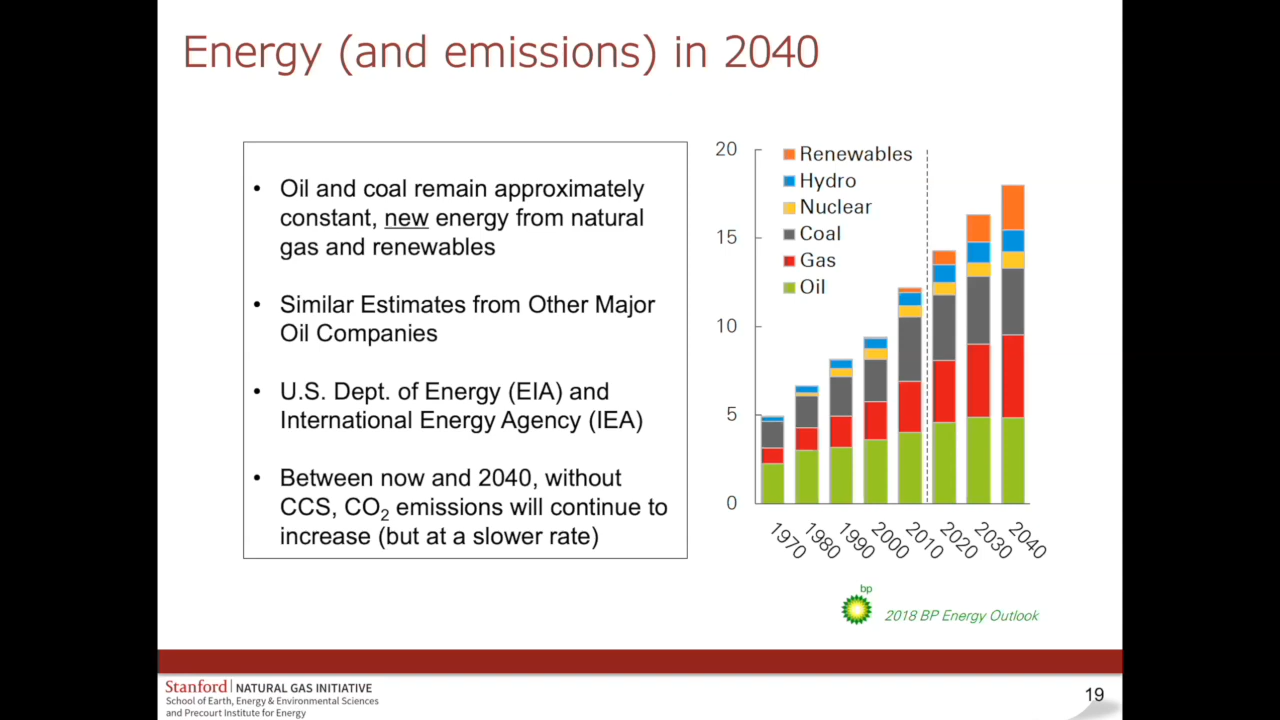 Energy (and emissions) in 2040
• Oil and coal remain approximately
constant, new energy from natural
gas and renewables
• Similar Estimates from Other Major
Oil Companies
• U.S. Dept. of Energy (EIA) and
International Energy Agency (IEA)
• Between now and 2040, without
CCS, CO2 emissions will continue to
increase (but at a slower rate)
20
15
10
5
0
Renewables
Hydro
Nuclear
Coal
Gas
Oil
1970
1980
1990
2000
2010
2020
2030
2040
bp
2018 BP Energy Outlook
Stanford | NATURAL GAS INITIATIVE
School of Earth, Energy & Environmental Sciences
and Precourt Institute for Energy
19